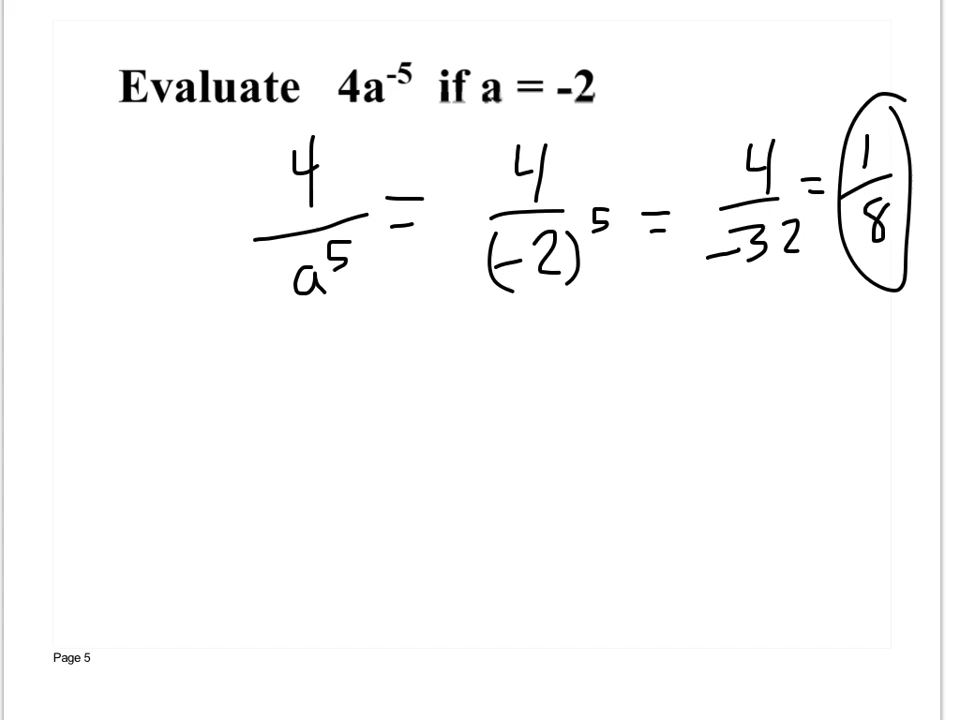 Evaluate 4a⁻⁵ if a = -2
4/a⁵ = 4/(-2)⁵ = 4/-32 = 1/8
Page 5